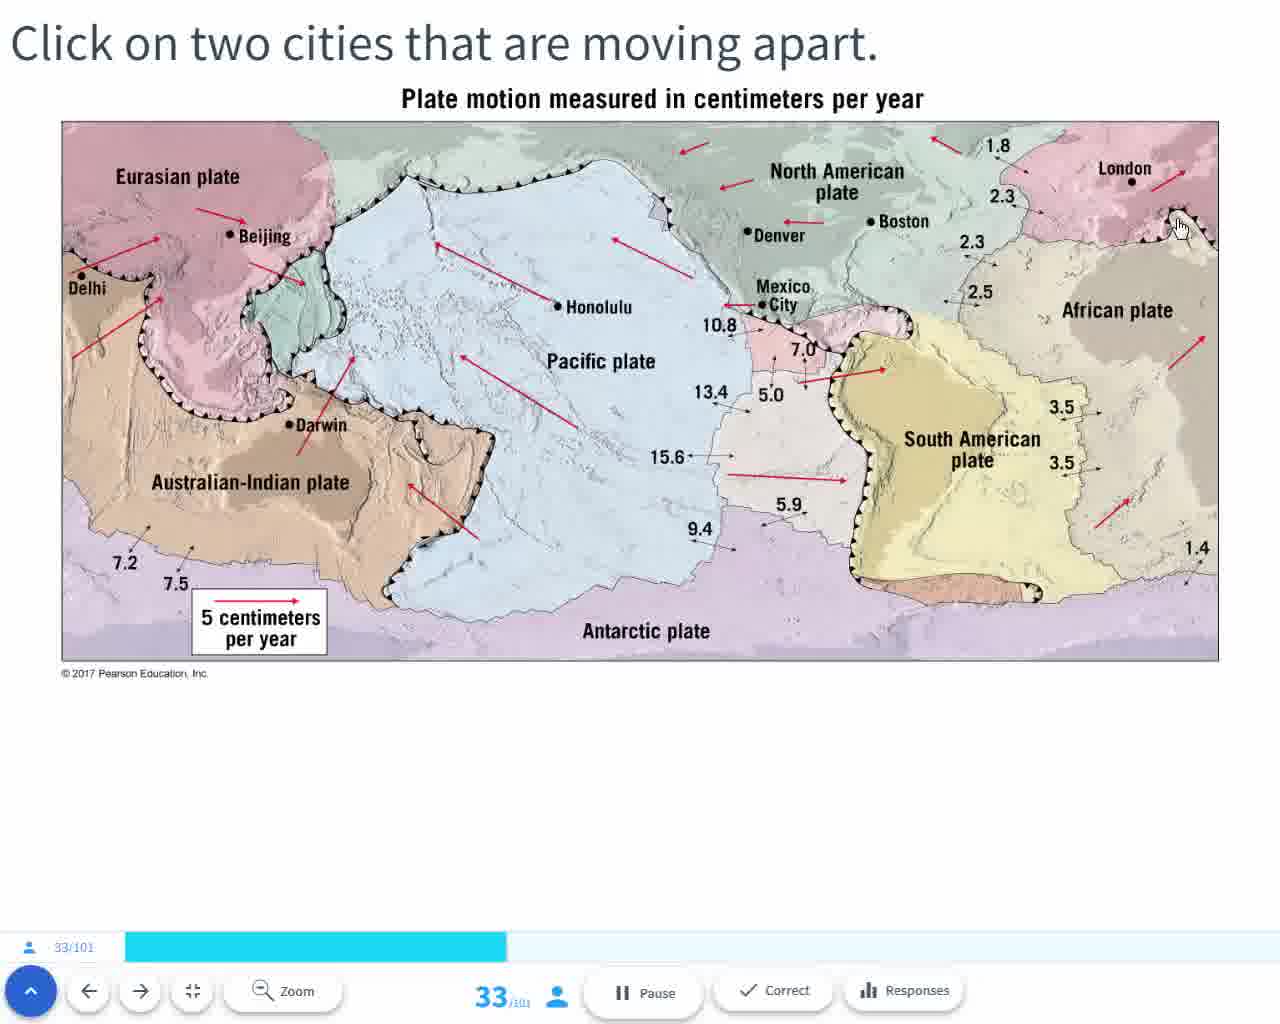 Click on two cities that are moving apart.
Plate motion measured in centimeters per year
Eurasian plate
Beijing
Delhi
Honolulu
Pacific plate
Darwin
Australian-Indian plate
North American
plate
Denver
Boston
Mexico
City
London
African plate
South American
plate
Antarctic plate
1.8
2.3
2.3
2.5
10.8
7.0
5.0
13.4
15.6
5.9
9.4
3.5
3.5
1.4
7.2
7.5
5 centimeters
per year
© 2017 Pearson Education, Inc.
33/101
Zoom
33/101
Pause
Correct
Responses